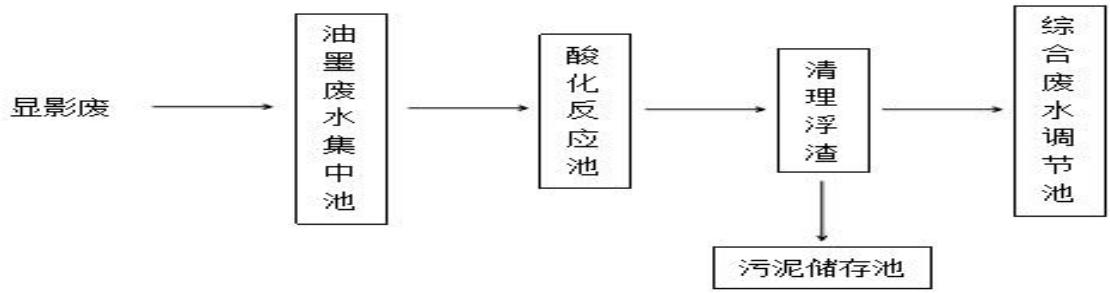 显影废
油墨废水集中池
酸化反应池
清理浮渣
综合废水调节池
污泥储存池